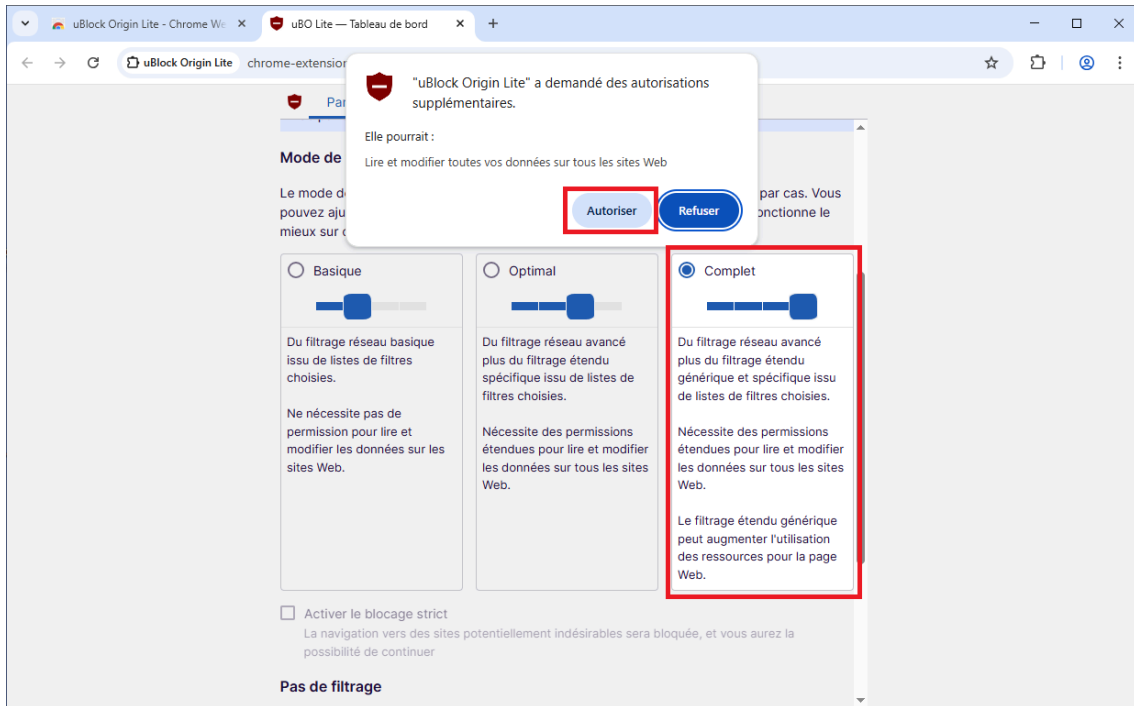 uBlock Origin Lite - Chrome We
uBO Lite — Tableau de bord
uBlock Origin Lite
chrome-extension
"uBlock Origin Lite" a demandé des autorisations
supplémentaires.
Elle pourrait :
Lire et modifier toutes vos données sur tous les sites Web
Autoriser
Refuser
Par
Mode de
Le mode de par cas. Vous
pouvez aju onctionne le
mieux sur
Basique
Du filtrage réseau basique
issu de listes de filtres
choisies.
Ne nécessite pas de
permission pour lire et
modifier les données sur les
sites Web.
Optimal
Du filtrage réseau avancé
plus du filtrage étendu
spécifique issu de listes de
filtres choisies.
Nécessite des permissions
étendues pour lire et modifier
les données sur tous les sites
Web.
Complet
Du filtrage réseau avancé
plus du filtrage étendu
générique et spécifique issu
de listes de filtres choisies.
Nécessite des permissions
étendues pour lire et modifier
les données sur tous les sites
Web.
Le filtrage étendu générique
peut augmenter l'utilisation
des ressources pour la page
Web.
Activer le blocage strict
La navigation vers des sites potentiellement indésirables sera bloquée, et vous aurez la
possibilité de continuer
Pas de filtrage